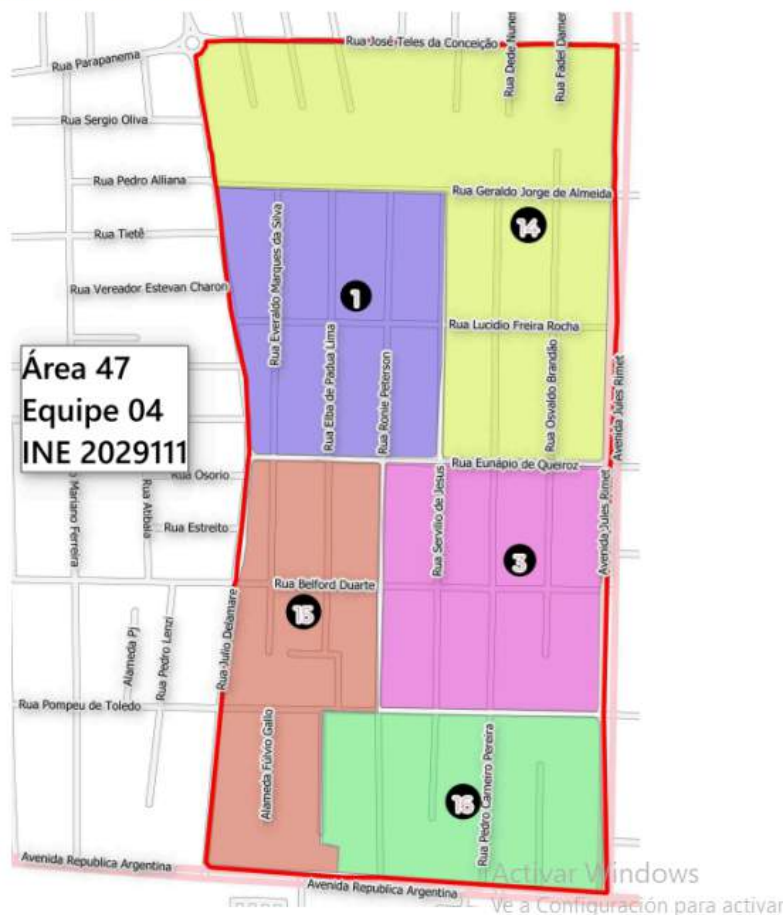 Rua José Teles da Conceição
Rua Dede Nunes
Rua Fadel Damer
Rua Parapanema
Rua Sergio Oliva
Rua Pedro Alliana
Rua Geraldo Jorge de Almeida
14
Rua Tietê
Rua Everaldo Marques da Silva
Rua Vereador Estevan Charon
1
Rua Lucidio Freira Rocha
Rua Elba de Padua Lima
Rua Ronie Peterson
Rua Osvaldo Brandão
Avenida Jules Rimet
Área 47
Equipe 04
INE 2029111
Rua Eunápio de Queiroz
Rua Osorio
Mariano Ferreira
Rua Atibaia
Rua Servilio de Jesus
Avenida Jules Rimet
Rua Estreito
3
Rua Belford Duarte
15
Rua Julio Delamare
Alameda Pj
Rua Pedro Lenzi
Rua Pompeu de Toledo
Alameda Fulvio Gallo
Rua Pedro Carneiro Pereira
16
Avenida Republica Argentina
Avenida Republica Argentina
Activar Windows
Ve a Configuración para activar